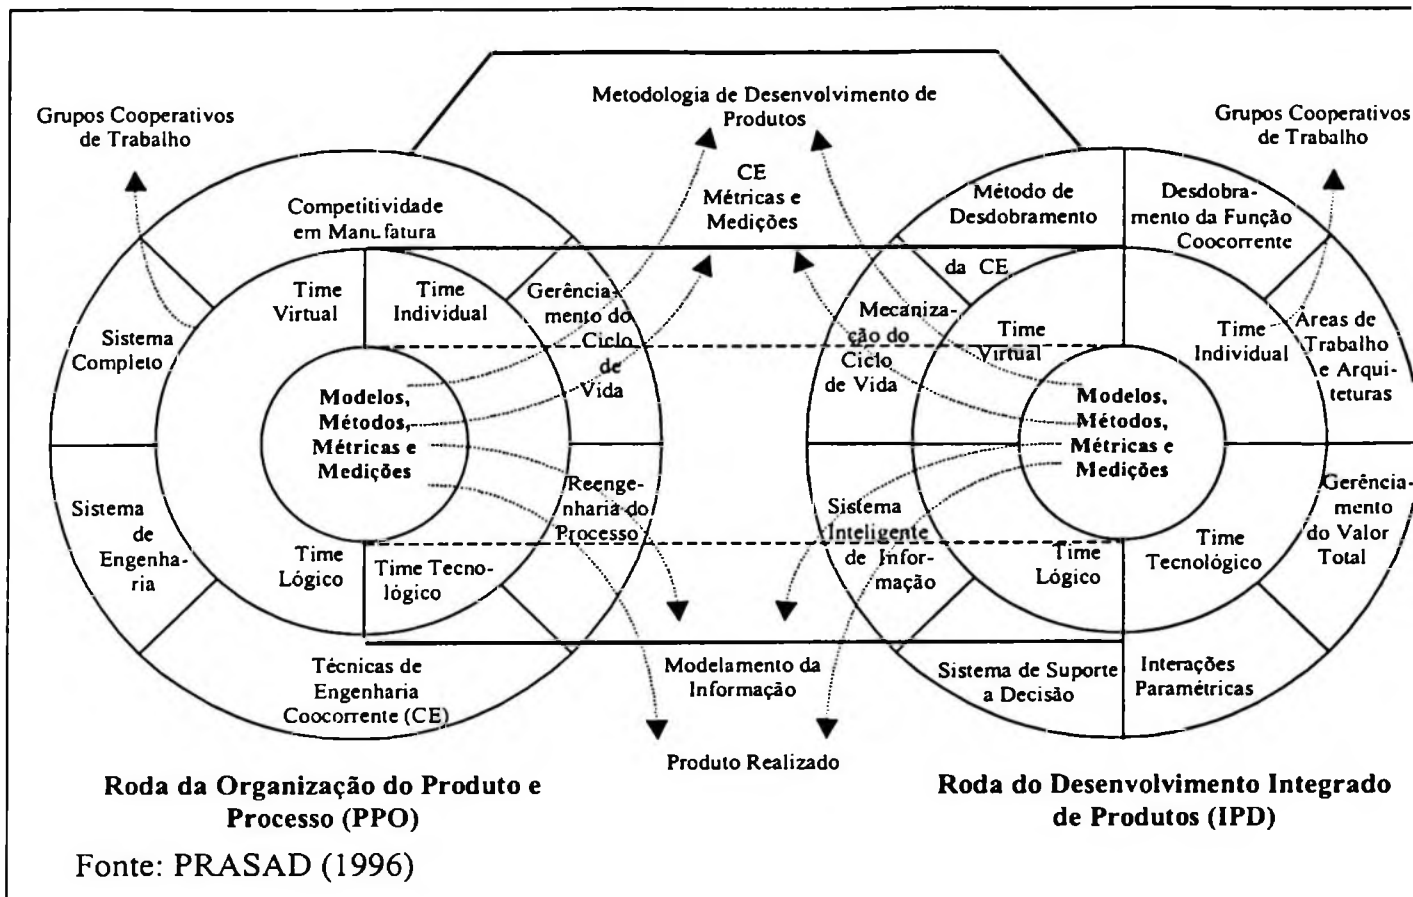 Metodologia de Desenvolvimento de
Produtos
Grupos Cooperativos
de Trabalho
Grupos Cooperativos
de Trabalho
CE
Métricas e
Medições
Competitividade
em Manufatura
Time
Virtual
Time
Individual
Gerência-
mento do
Ciclo
de
Vida
Sistema
Completo
Modelos,
Métodos,
Métricas e
Medições
Sistema
de
Engenha-
ria
Reenge-
nharia do
Processo
Time
Lógico
Time Tecno-
lógico
Técnicas de
Engenharia
Coocorrente (CE)
Método de
Desdobramento
da CE
Desdobra-
mento da Função
Coocorrente
Mecaniza-
ção do
Ciclo
de Vida
Time
Virtual
Time
Individual
Areas de
Trabalho
e Arqui-
teturas
Modelos,
Métodos,
Métricas e
Medições
Sistema
Inteligente
de Infor-
mação
Time
Lógico
Time
Tecnológico
Gerência-
mento
do Valor
Total
Sistema de Suporte
a Decisão
Interações
Paramétricas
Modelamento da
Informação
Produto Realizado
Roda da Organização do Produto e
Processo (PPO)
Roda do Desenvolvimento Integrado
de Produtos (IPD)
Fonte: PRASAD (1996)